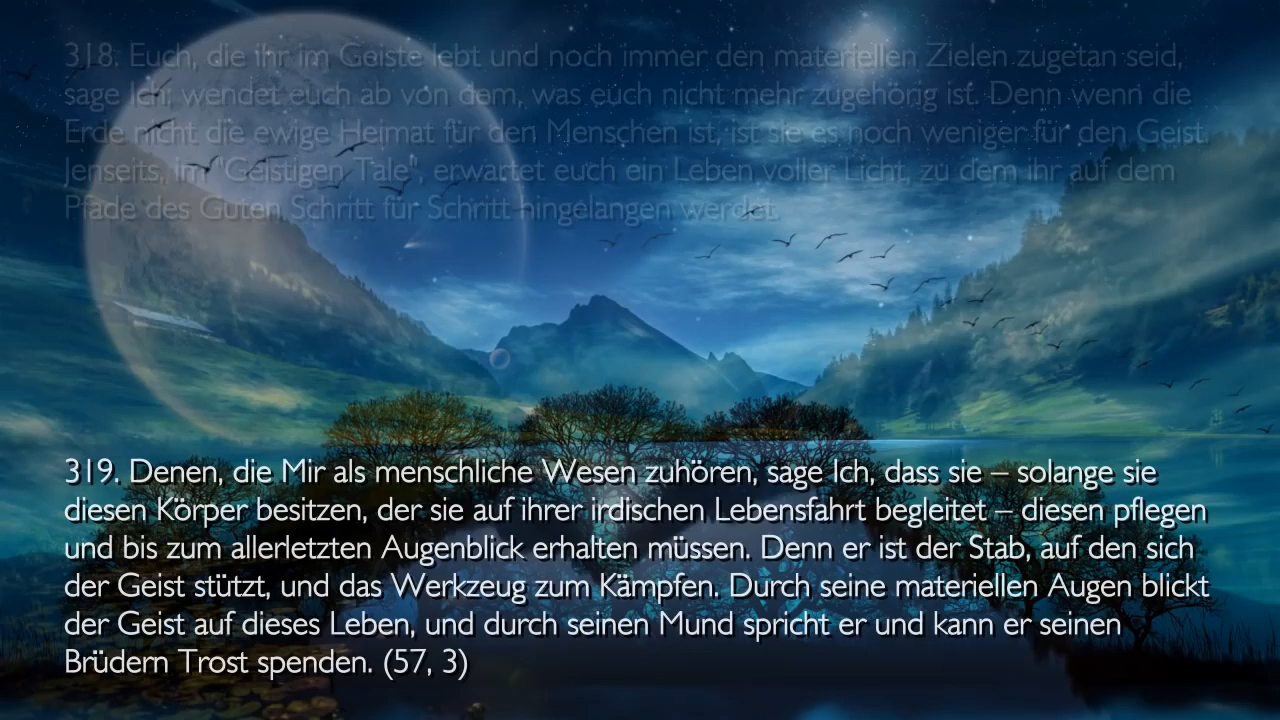 318. Euch, die ihr im Geiste lebt und noch immer den materiellen Zielen zugetan seid,
sage Ich: wendet euch ab von dem, was euch nicht mehr zugehörig ist. Denn wenn die
Erde nicht die ewige Heimat für den Menschen ist, ist sie es noch weniger für den Geist.
Jenseits, im "Geistigen Tale", erwartet euch ein Leben voller Licht, zu dem ihr auf dem
Pfade des Guten Schritt für Schritt hingelangen werdet.
319. Denen, die Mir als menschliche Wesen zuhören, sage Ich, dass sie – solange sie
diesen Körper besitzen, der sie auf ihrer irdischen Lebensfahrt begleitet – diesen pflegen
und bis zum allerletzten Augenblick erhalten müssen. Denn er ist der Stab, auf den sich
der Geist stützt, und das Werkzeug zum Kämpfen. Durch seine materiellen Augen blickt
der Geist auf dieses Leben, und durch seinen Mund spricht er und kann er seinen
Brüdern Trost spenden. (57, 3)